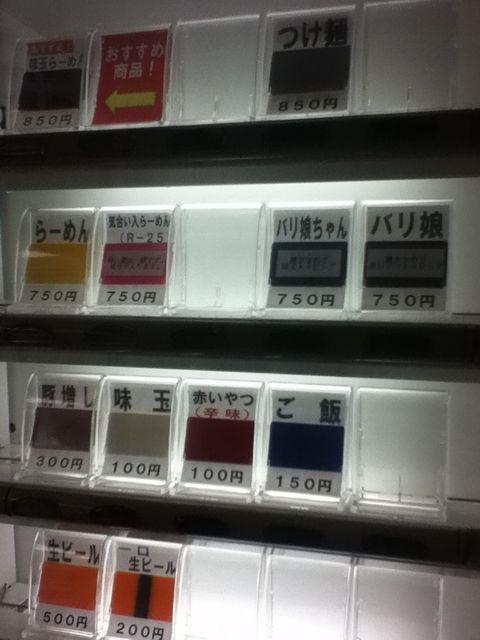 おすすめ！
味玉らーめん
850円
おすすめ
商品！
つけ麺
850円
らーめん
750円
気合い入らーめん
(R-25
750円
バリ娘ちゃん
750円
バリ娘
750円
豚増し
300円
味玉
100円
赤いやつ
(辛味)
100円
ご飯
150円
生ビール
500円
一口
生ビール
200円